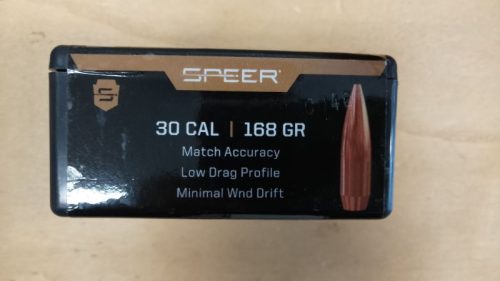 SPEER
30 CAL | 168 GR
Match Accuracy
Low Drag Profile
Minimal Wnd Drift